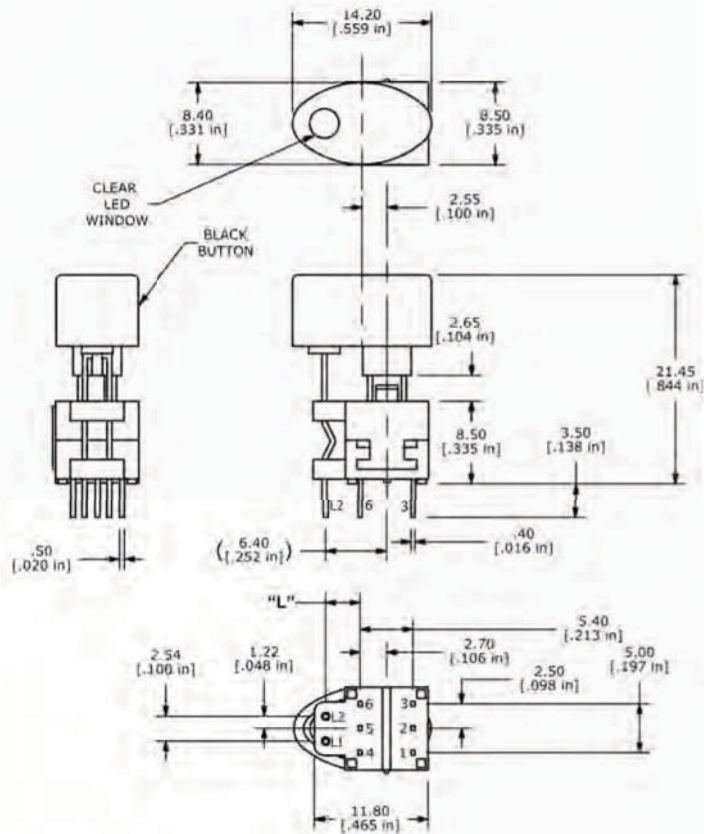 14.20
[.559 in]
8.40
[.331 in]
8.50
[.335 in]
CLEAR
LED
WINDOW
2.55
[.100 in]
BLACK
BUTTON
2.65
[.104 in]
21.45
[.844 in]
8.50
[.335 in]
3.50
[.138 in]
L2 6 3
.50
[.020 in]
( 6.40 )
[.252 in]
.40
[.016 in]
"L"
5.40
[.213 in]
2.54
[.100 in]
1.22
[.048 in]
2.70
[.106 in]
2.50
[.098 in]
5.00
[.197 in]
6 3
L2
5 2
L1
4 1
11.80
[.465 in]